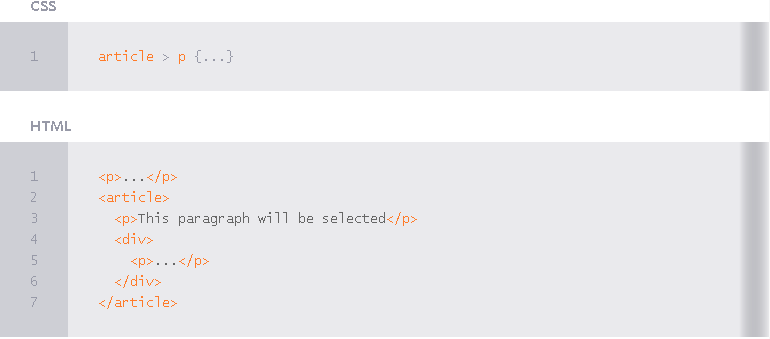 CSS
1 article > p {...}
HTML
1 <p>...</p>
2 <article>
3 <p>This paragraph will be selected</p>
4 <div>
5 <p>...</p>
6 </div>
7 </article>